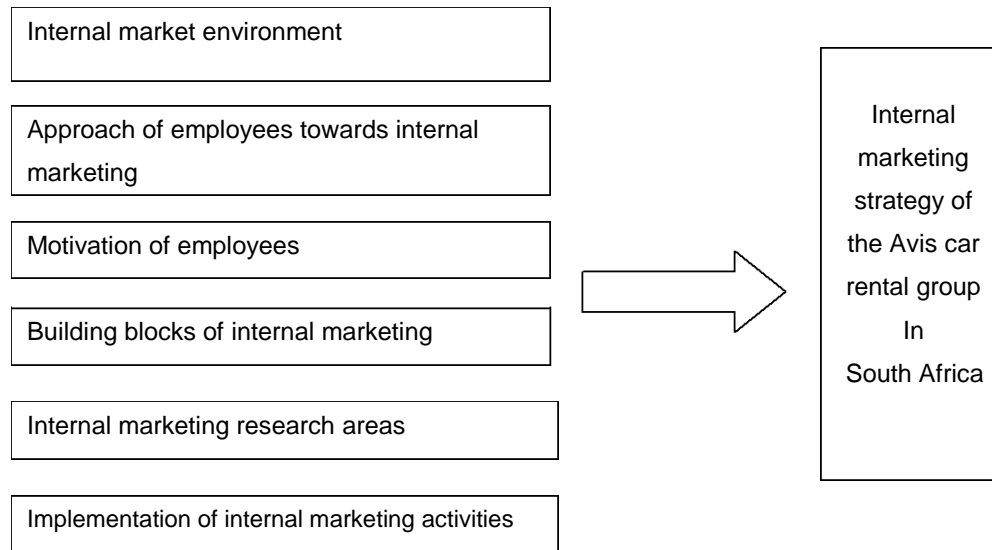 Internal market environment
Approach of employees towards internal
marketing
Motivation of employees
Building blocks of internal marketing
Internal marketing research areas
Implementation of internal marketing activities
Internal
marketing
strategy of
the Avis car
rental group
In
South Africa